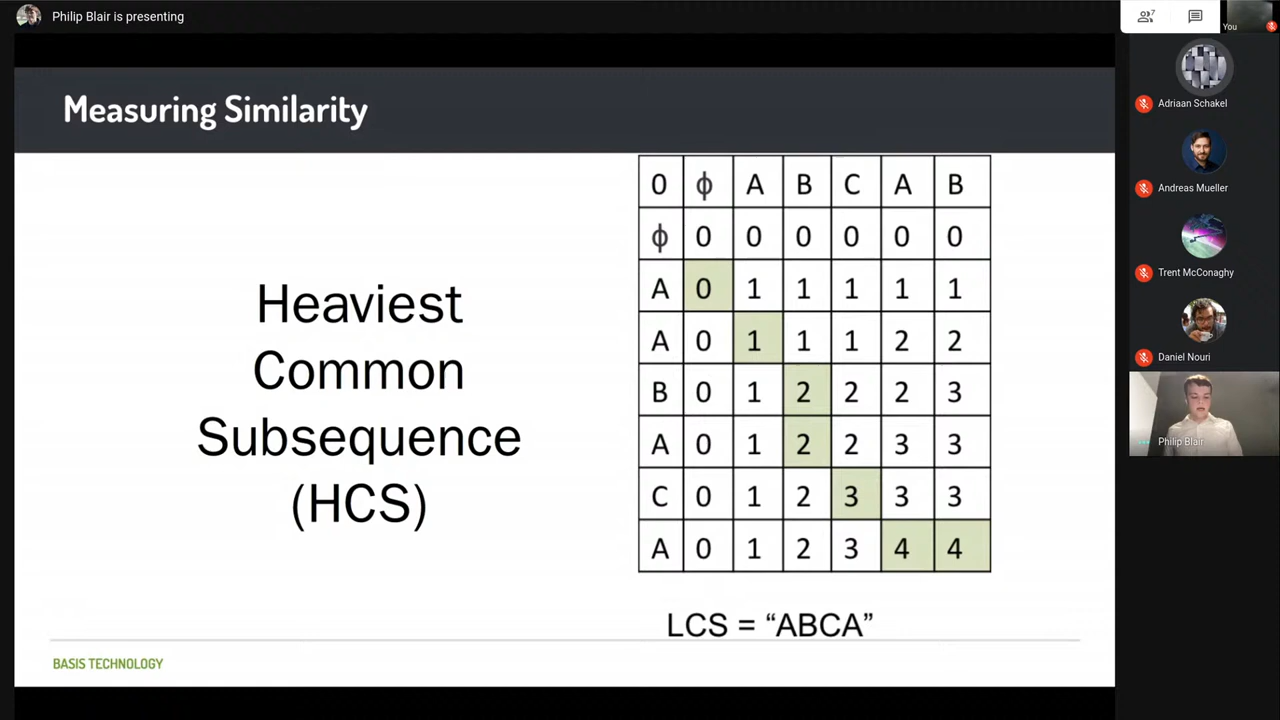 Philip Blair is presenting
7
You
Measuring Similarity
Heaviest
Common
Subsequence
(HCS)
0 ϕ A B C A B
ϕ 0 0 0 0 0 0
A 0 1 1 1 1 1
A 0 1 1 1 2 2
B 0 1 2 2 2 3
A 0 1 2 2 3 3
C 0 1 2 3 3 3
A 0 1 2 3 4 4
LCS = “ABCA”
BASIS TECHNOLOGY
Adriaan Schakel
Andreas Mueller
Trent McConaghy
Daniel Nouri
Philip Blair